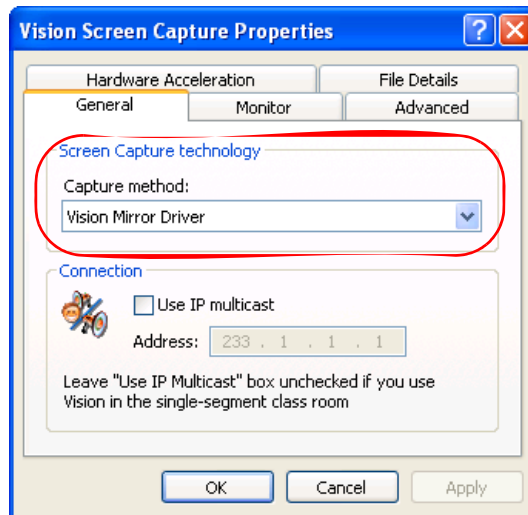 Vision Screen Capture Properties
Hardware Acceleration
File Details
General
Monitor
Advanced
Screen Capture technology
Capture method:
Vision Mirror Driver
Connection
Use IP multicast
Address: 233 . 1 . 1 . 1
Leave "Use IP Multicast" box unchecked if you use
Vision in the single-segment class room
OK
Cancel
Apply